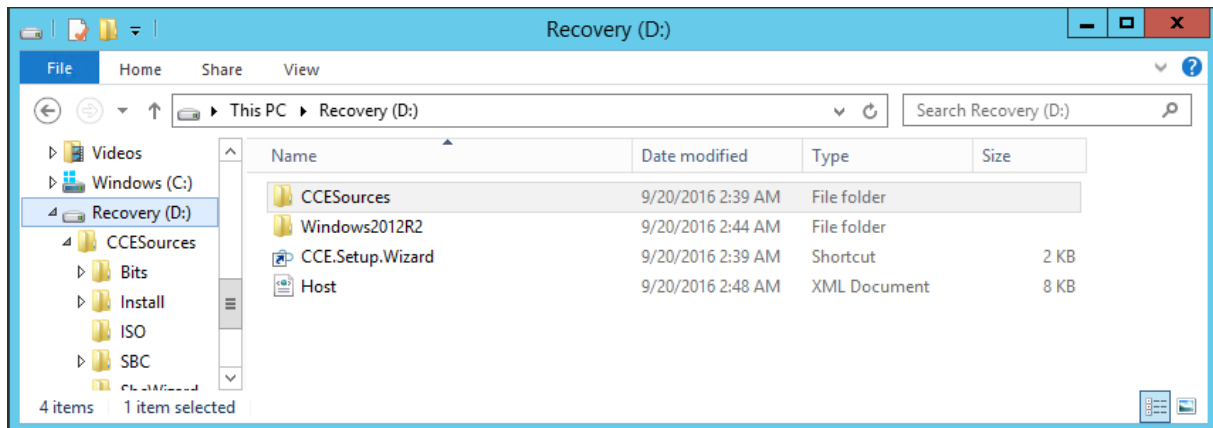 Recovery (D:)
File Home Share View
This PC Recovery (D:) Search Recovery (D:)
Videos
Windows (C:)
Recovery (D:)
CCESources
Bits
Install
ISO
SBC
Name Date modified Type Size
CCESources 9/20/2016 2:39 AM File folder
Windows2012R2 9/20/2016 2:44 AM File folder
CCE.Setup.Wizard 9/20/2016 2:39 AM Shortcut 2 KB
Host 9/20/2016 2:48 AM XML Document 8 KB
4 items 1 item selected